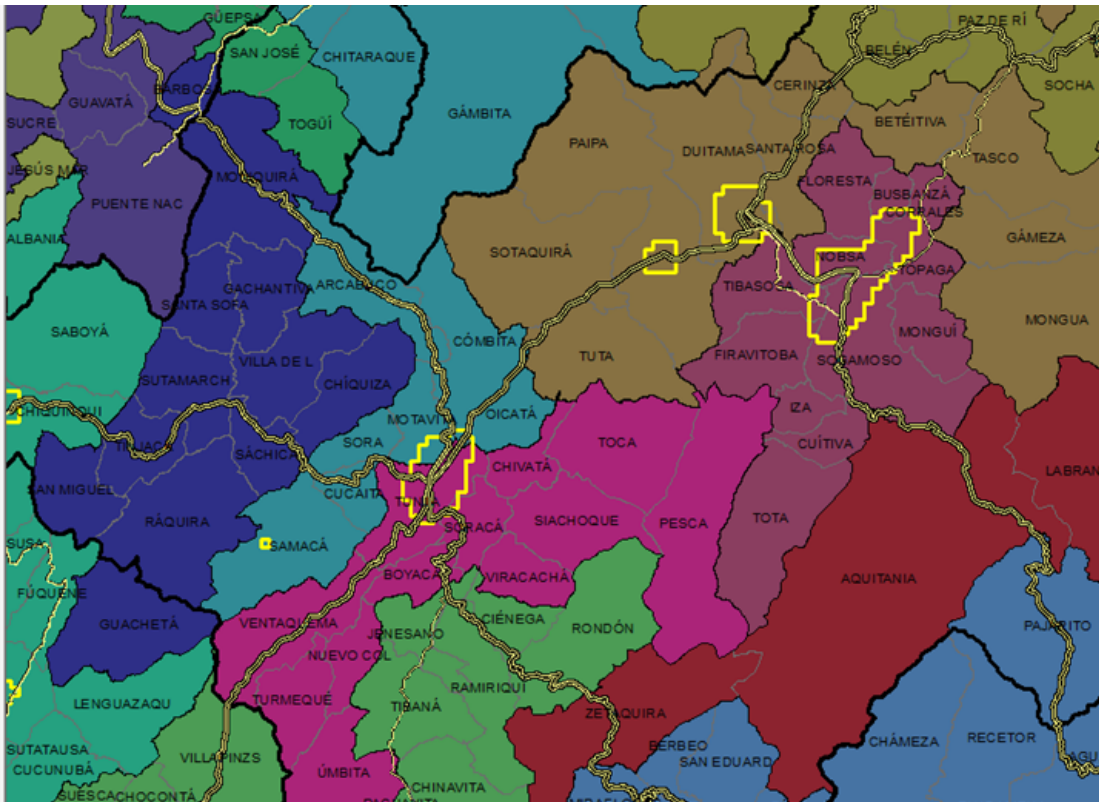 GÜEPSA
PAZ DE RÍ
SAN JOSÉ
CHITARAQUE
BELÉN
CERINZA
SOCHA
BARBOSA
GUAVATÁ
GÁMBITA
SUCRE
TOGÜÍ
BETÉITIVA
PAIPA
DUITAMA
SANTA ROSA
TASCO
JESÚS MAR
MONIQUIRÁ
FLORESTA
BUSBANZÁ
PUENTE NAC
CORRALES
ALBANIA
GÁMEZA
SOTAQUIRÁ
NOBSA
TÓPAGA
ARCABUCO
GACHANTIVÁ
TIBASOSA
SANTA SOFA
MONGUA
SABOYÁ
MONGUÍ
CÓMBITA
FIRAVITOBA
TUTA
VILLA DE L
SOGAMOSO
SUTAMARCH
CHÍQUIZA
IZA
CHIQUINQUI
MOTAVITA
OICATÁ
SORA
TOCA
CUÍTIVA
TINJACÁ
SÁCHICA
CHIVATÁ
LABRAN
SAN MIGUEL
CUCAITA
TUNJA
TOTA
RÁQUIRA
SIACHOQUE
PESCA
SORACÁ
SUSA
SAMACÁ
BOYACÁ
VIRACACHÁ
AQUITANIA
FÚQUENE
GUACHETÁ
VENTAQUEMA
CIÉNEGA
JENESANO
RONDÓN
PAJARITO
NUEVO COL
RAMIRIQUÍ
LENGUAZAQU
TURMEQUÉ
TIBANÁ
ZETAQUIRA
RECETOR
CHÁMEZA
BERBEO
SUTATAUSA
VILLAPINZS
SAN EDUARD
AGU
CUCUNUBÁ
ÚMBITA
CHINAVITA
SUESCA
CHOCONTÁ